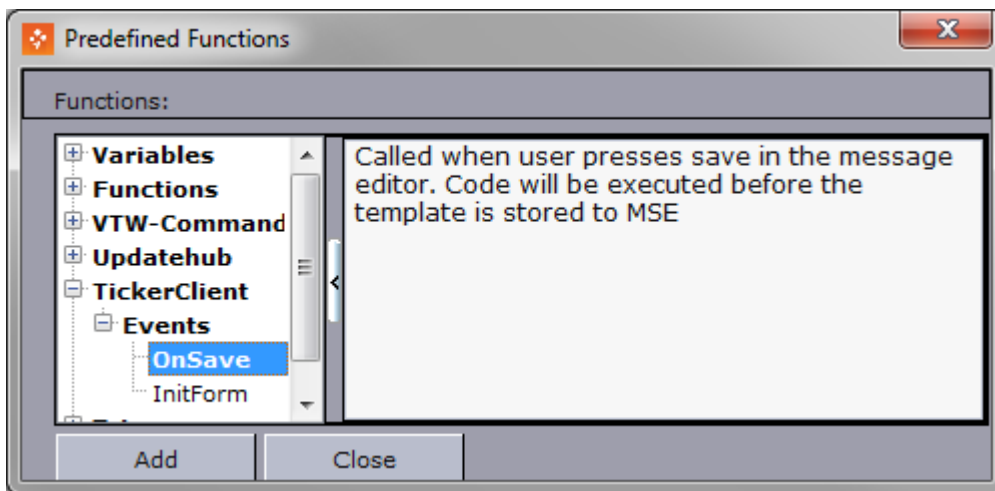 Predefined Functions
Functions:
Variables
Functions
VTW-Command
Updatehub
TickerClient
Events
OnSave
InitForm
Called when user presses save in the message
editor. Code will be executed before the
template is stored to MSE
Add
Close